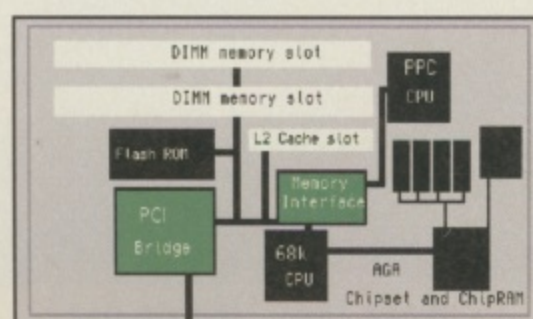 DIMM memory slot
PPC
CPU
DIMM memory slot
L2 Cache slot
Flash ROM
Memory
Interface
PCI
Bridge
68k
CPU
AGA
Chipset and ChipRAM